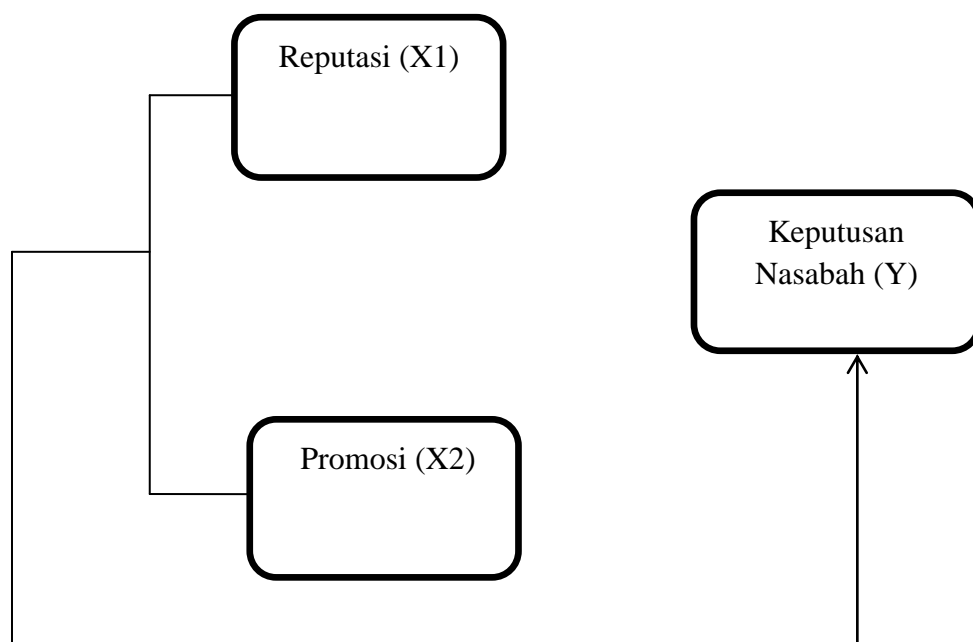 Reputasi (X1)
Keputusan
Nasabah (Y)
Promosi (X2)